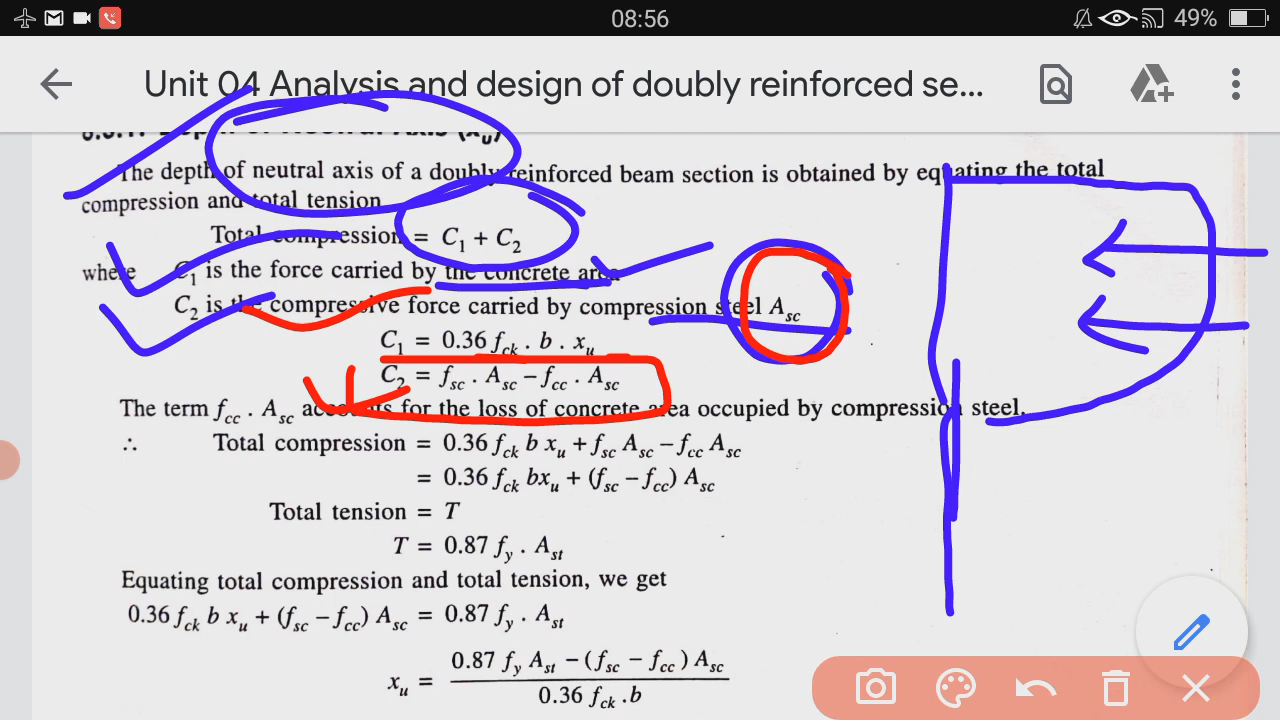 08:56
49%
Unit 04 Analysis and design of doubly reinforced se...
The depth of neutral axis of a doubly reinforced beam section is obtained by equating the total
compression and total tension
Total compression = C₁ + C₂
where C₁ is the force carried by the concrete area
C₂ is the compressive force carried by compression steel A_sc
C₁ = 0.36 f_ck . b . x_u
C₂ = f_sc . A_sc − f_cc . A_sc
The term f_cc . A_sc accounts for the loss of concrete area occupied by compression steel.
∴ Total compression = 0.36 f_ck b x_u + f_sc A_sc − f_cc A_sc
= 0.36 f_ck bx_u + (f_sc − f_cc) A_sc
Total tension = T
T = 0.87 f_y . A_st
Equating total compression and total tension, we get
0.36 f_ck b x_u + (f_sc − f_cc) A_sc = 0.87 f_y . A_st
x_u = 0.87 f_y A_st − (f_sc − f_cc) A_sc
0.36 f_ck .b